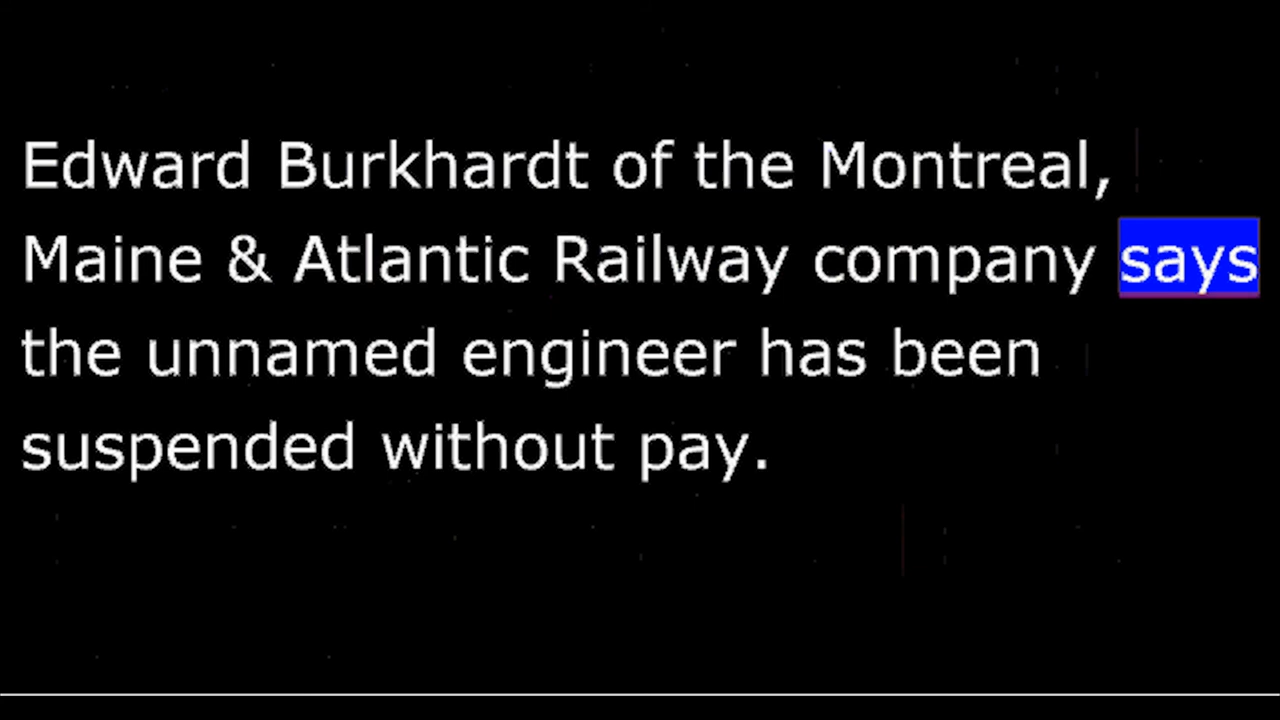 Edward Burkhardt of the Montreal,
Maine & Atlantic Railway company says
the unnamed engineer has been
suspended without pay.